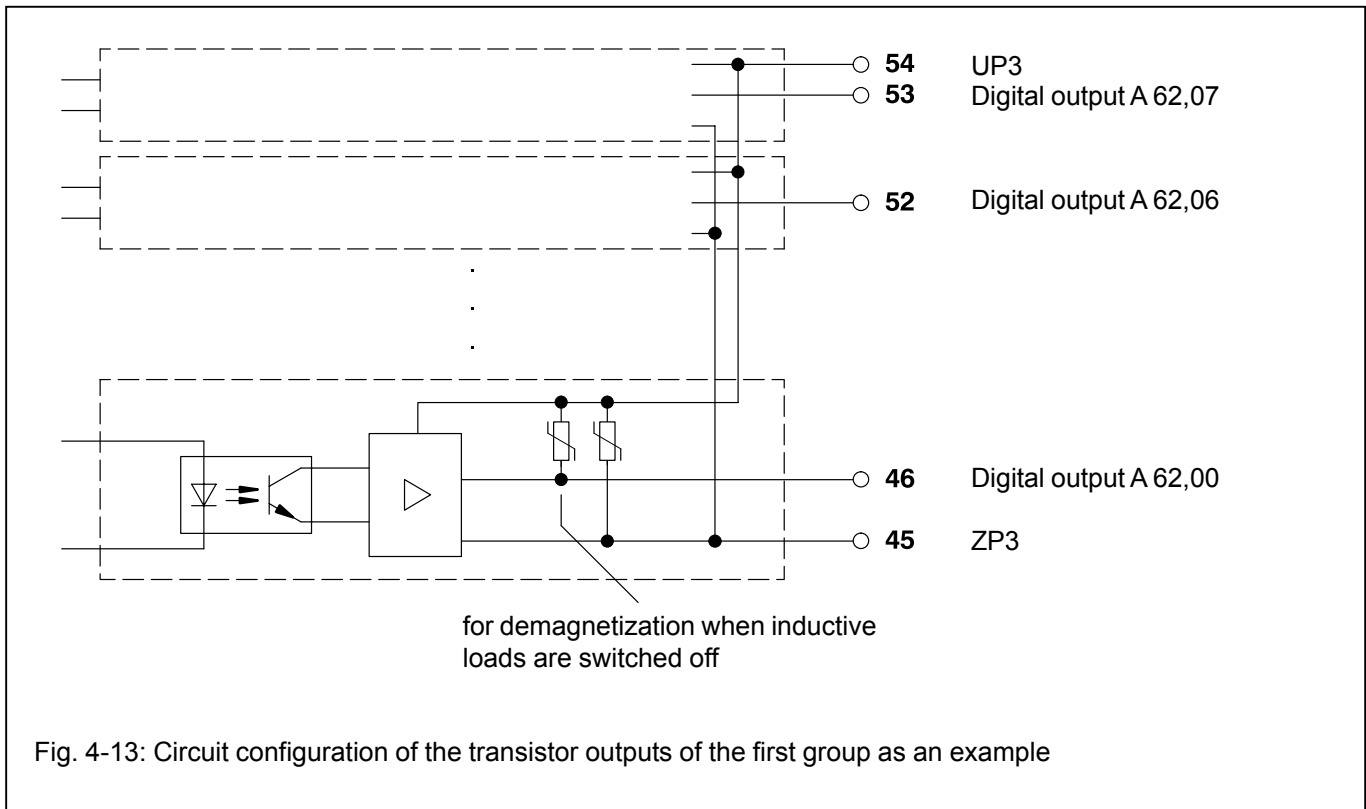 54 UP3
53 Digital output A 62,07
52 Digital output A 62,06
46 Digital output A 62,00
45 ZP3
for demagnetization when inductive
loads are switched off
Fig. 4-13: Circuit configuration of the transistor outputs of the first group as an example